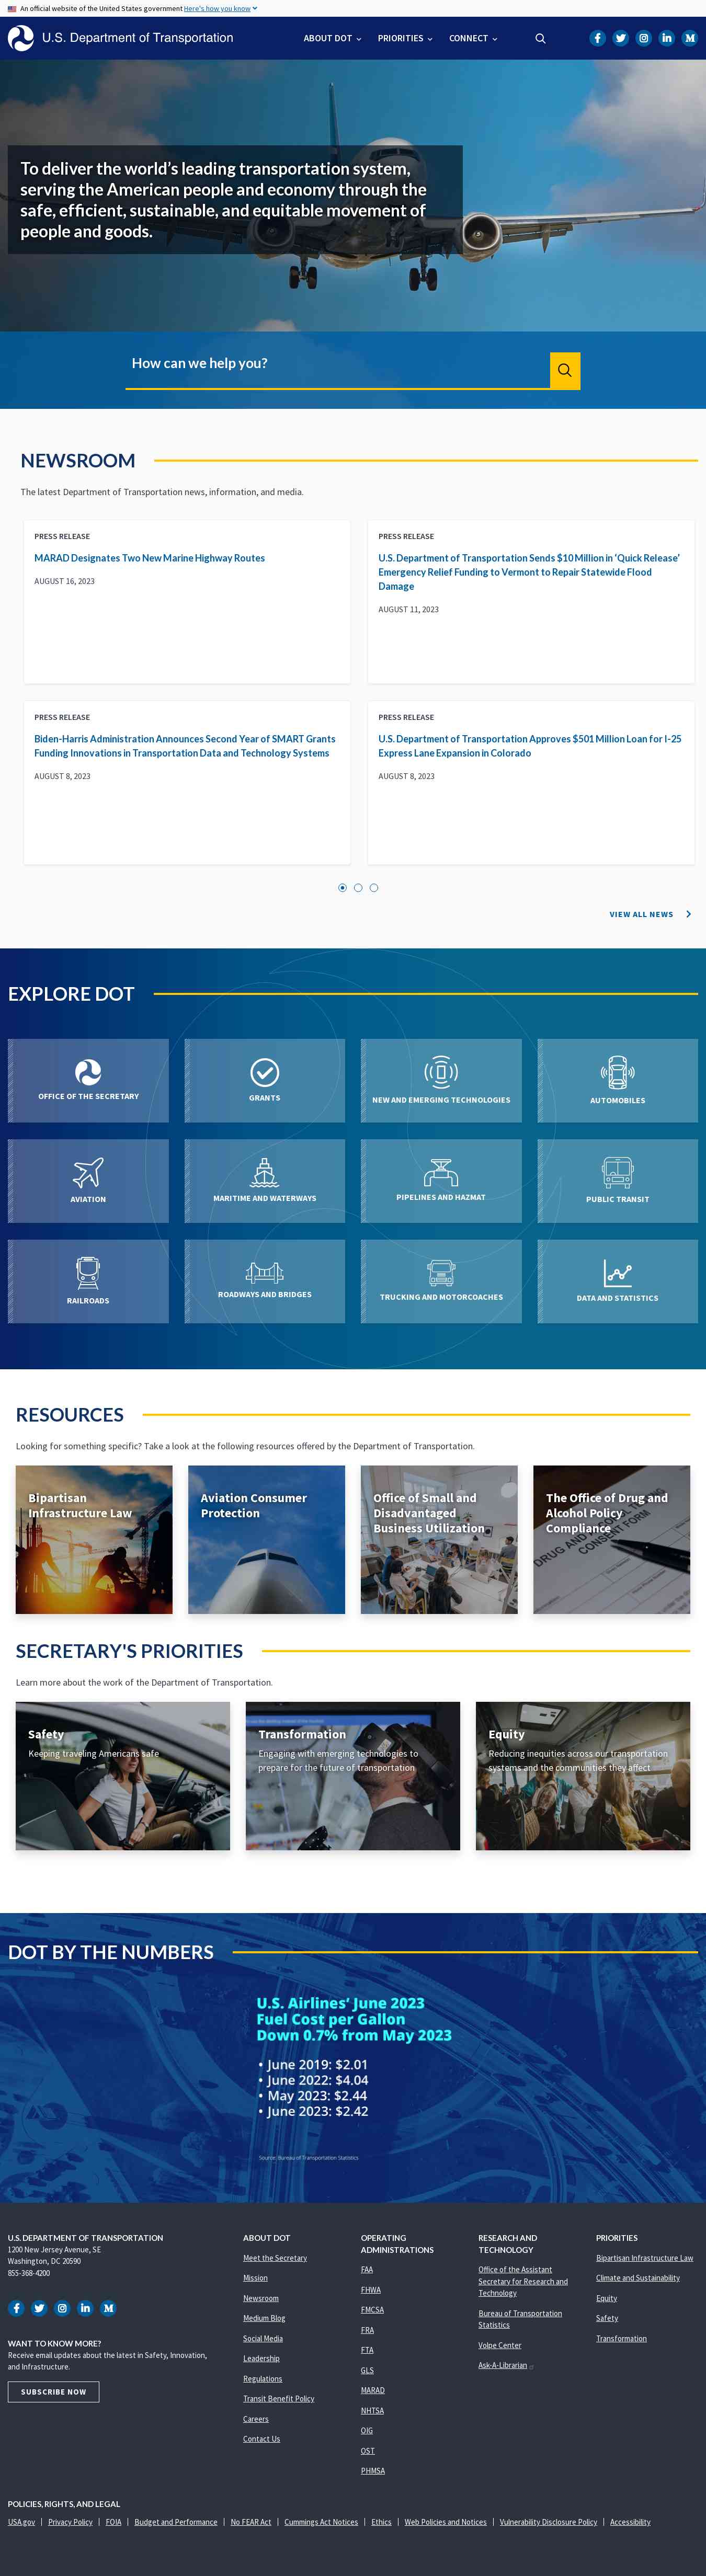 An official website of the United States government Here's how you know
U.S. Department of Transportation
ABOUT DOT
PRIORITIES
CONNECT
To deliver the world’s leading transportation system,
serving the American people and economy through the
safe, efficient, sustainable, and equitable movement of
people and goods.
How can we help you?
NEWSROOM
The latest Department of Transportation news, information, and media.
PRESS RELEASE
MARAD Designates Two New Marine Highway Routes
AUGUST 16, 2023
PRESS RELEASE
U.S. Department of Transportation Sends $10 Million in ‘Quick Release’
Emergency Relief Funding to Vermont to Repair Statewide Flood
Damage
AUGUST 11, 2023
PRESS RELEASE
Biden-Harris Administration Announces Second Year of SMART Grants
Funding Innovations in Transportation Data and Technology Systems
AUGUST 8, 2023
PRESS RELEASE
U.S. Department of Transportation Approves $501 Million Loan for I-25
Express Lane Expansion in Colorado
AUGUST 8, 2023
VIEW ALL NEWS
EXPLORE DOT
OFFICE OF THE SECRETARY
GRANTS
NEW AND EMERGING TECHNOLOGIES
AUTOMOBILES
AVIATION
MARITIME AND WATERWAYS
PIPELINES AND HAZMAT
PUBLIC TRANSIT
RAILROADS
ROADWAYS AND BRIDGES
TRUCKING AND MOTORCOACHES
DATA AND STATISTICS
RESOURCES
Looking for something specific? Take a look at the following resources offered by the Department of Transportation.
Bipartisan
Infrastructure Law
Aviation Consumer
Protection
Office of Small and
Disadvantaged
Business Utilization
The Office of Drug and
Alcohol Policy
Compliance
DRUG AND ALCOHOL TESTING
CONSENT FORM
SECRETARY'S PRIORITIES
Learn more about the work of the Department of Transportation.
Safety
Keeping traveling Americans safe
Transformation
Engaging with emerging technologies to
prepare for the future of transportation
Equity
Reducing inequities across our transportation
systems and the communities they affect
DOT BY THE NUMBERS
U.S. Airlines’ June 2023
Fuel Cost per Gallon
Down 0.7% from May 2023
• June 2019: $2.01
• June 2022: $4.04
• May 2023: $2.44
• June 2023: $2.42
Source: Bureau of Transportation Statistics
U.S. DEPARTMENT OF TRANSPORTATION
1200 New Jersey Avenue, SE
Washington, DC 20590
855-368-4200
WANT TO KNOW MORE?
Receive email updates about the latest in Safety, Innovation,
and Infrastructure.
SUBSCRIBE NOW
ABOUT DOT
Meet the Secretary
Mission
Newsroom
Medium Blog
Social Media
Leadership
Regulations
Transit Benefit Policy
Careers
Contact Us
OPERATING
ADMINISTRATIONS
FAA
FHWA
FMCSA
FRA
FTA
GLS
MARAD
NHTSA
OIG
OST
PHMSA
RESEARCH AND
TECHNOLOGY
Office of the Assistant
Secretary for Research and
Technology
Bureau of Transportation
Statistics
Volpe Center
Ask-A-Librarian
PRIORITIES
Bipartisan Infrastructure Law
Climate and Sustainability
Equity
Safety
Transformation
POLICIES, RIGHTS, AND LEGAL
USA.gov | Privacy Policy | FOIA | Budget and Performance | No FEAR Act | Cummings Act Notices | Ethics | Web Policies and Notices | Vulnerability Disclosure Policy | Accessibility